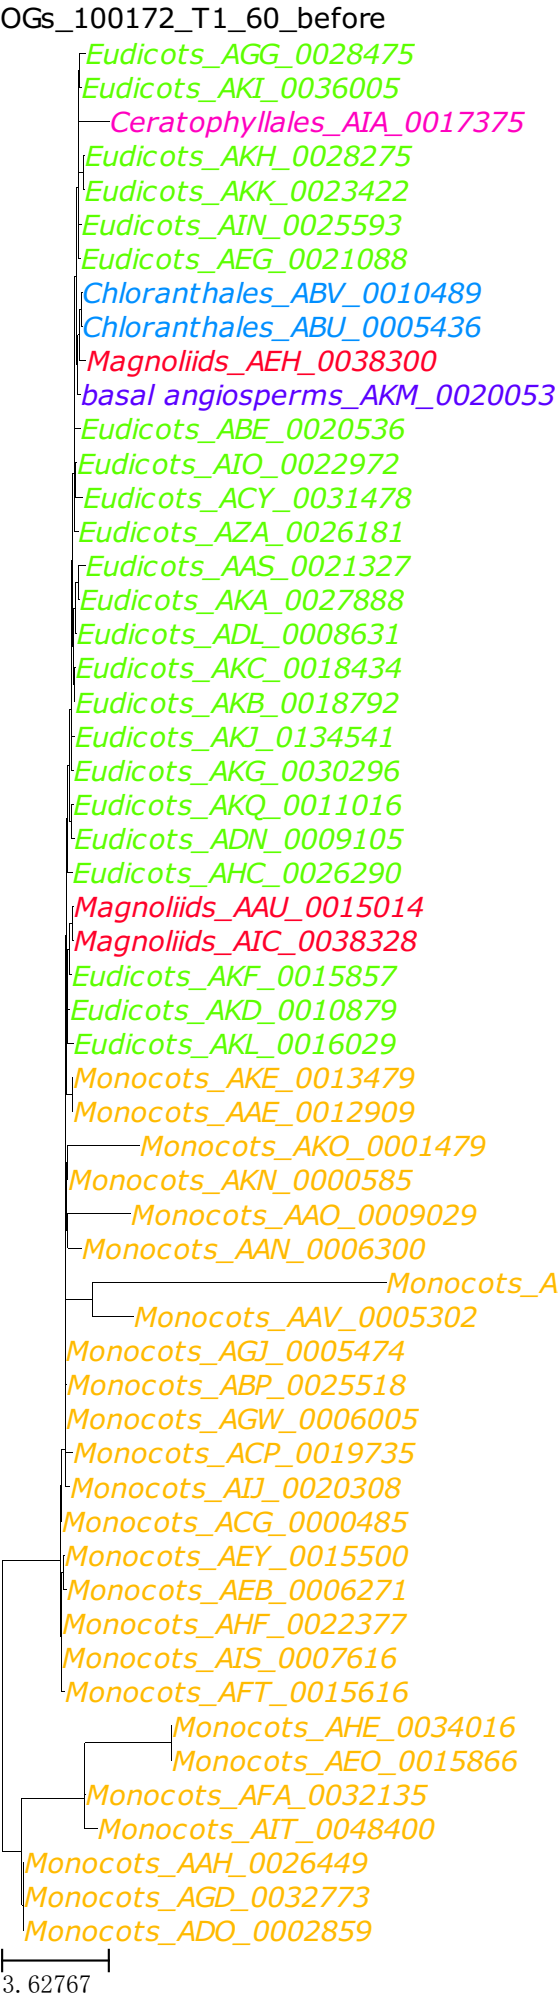 OGs_100172_T1_60_before
Eudicots_AGG_0028475
Eudicots_AKI_0036005
Ceratophyllales_AIA_0017375
Eudicots_AKH_0028275
Eudicots_AKK_0023422
Eudicots_AIN_0025593
Eudicots_AEG_0021088
Chloranthales_ABV_0010489
Chloranthales_ABU_0005436
Magnoliids_AEH_0038300
basal angiosperms_AKM_0020053
Eudicots_ABE_0020536
Eudicots_AIO_0022972
Eudicots_ACY_0031478
Eudicots_AZA_0026181
Eudicots_AAS_0021327
Eudicots_AKA_0027888
Eudicots_ADL_0008631
Eudicots_AKC_0018434
Eudicots_AKB_0018792
Eudicots_AKJ_0134541
Eudicots_AKG_0030296
Eudicots_AKQ_0011016
Eudicots_ADN_0009105
Eudicots_AHC_0026290
Magnoliids_AAU_0015014
Magnoliids_AIC_0038328
Eudicots_AKF_0015857
Eudicots_AKD_0010879
Eudicots_AKL_0016029
Monocots_AKE_0013479
Monocots_AAE_0012909
Monocots_AKO_0001479
Monocots_AKN_0000585
Monocots_AAO_0009029
Monocots_AAN_0006300
Monocots_A
Monocots_AAV_0005302
Monocots_AGJ_0005474
Monocots_ABP_0025518
Monocots_AGW_0006005
Monocots_ACP_0019735
Monocots_AIJ_0020308
Monocots_ACG_0000485
Monocots_AEY_0015500
Monocots_AEB_0006271
Monocots_AHF_0022377
Monocots_AIS_0007616
Monocots_AFT_0015616
Monocots_AHE_0034016
Monocots_AEO_0015866
Monocots_AFA_0032135
Monocots_AIT_0048400
Monocots_AAH_0026449
Monocots_AGD_0032773
Monocots_ADO_0002859
3.62767